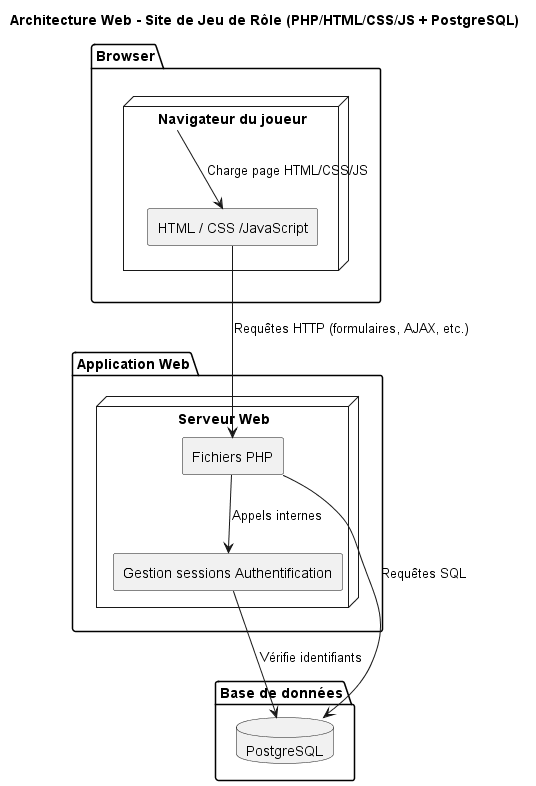 Architecture Web - Site de Jeu de Rôle (PHP/HTML/CSS/JS + PostgreSQL)
Browser
Navigateur du joueur
Charge page HTML/CSS/JS
HTML / CSS /JavaScript
Requêtes HTTP (formulaires, AJAX, etc.)
Application Web
Serveur Web
Fichiers PHP
Appels internes
Gestion sessions Authentification
Requêtes SQL
Vérifie identifiants
Base de données
PostgreSQL